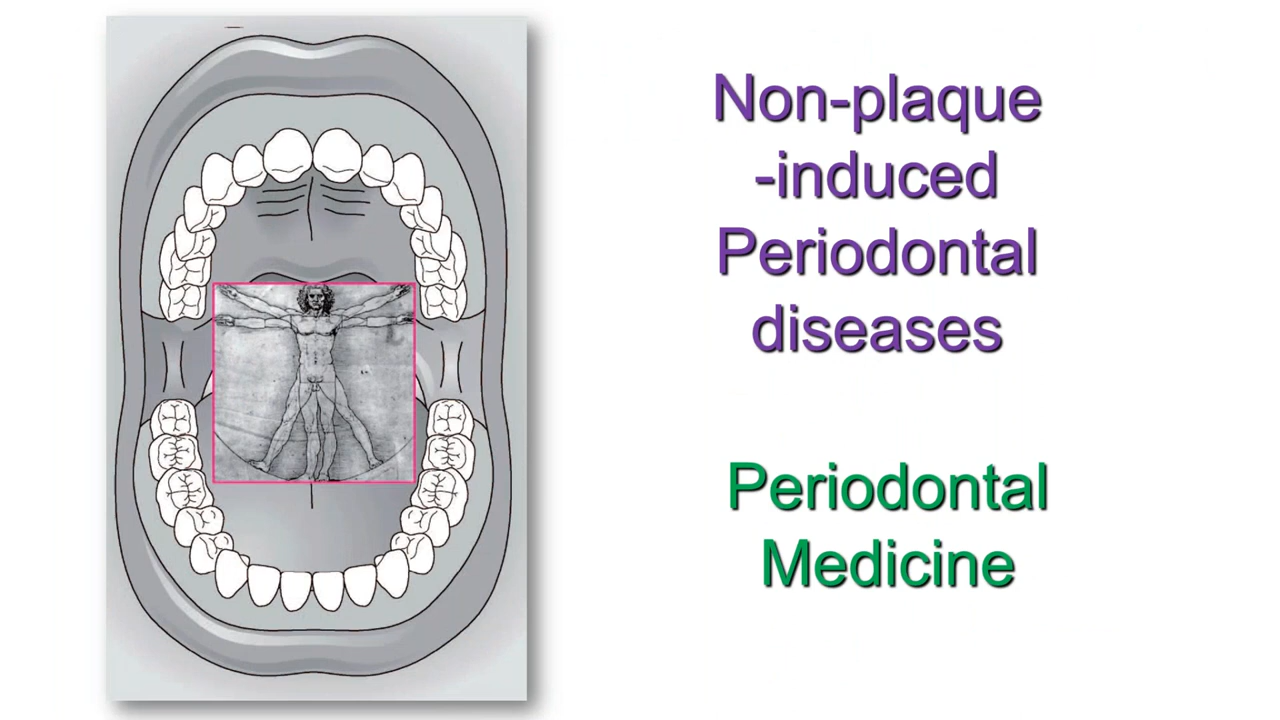 Non-plaque
-induced
Periodontal
diseases
Periodontal
Medicine